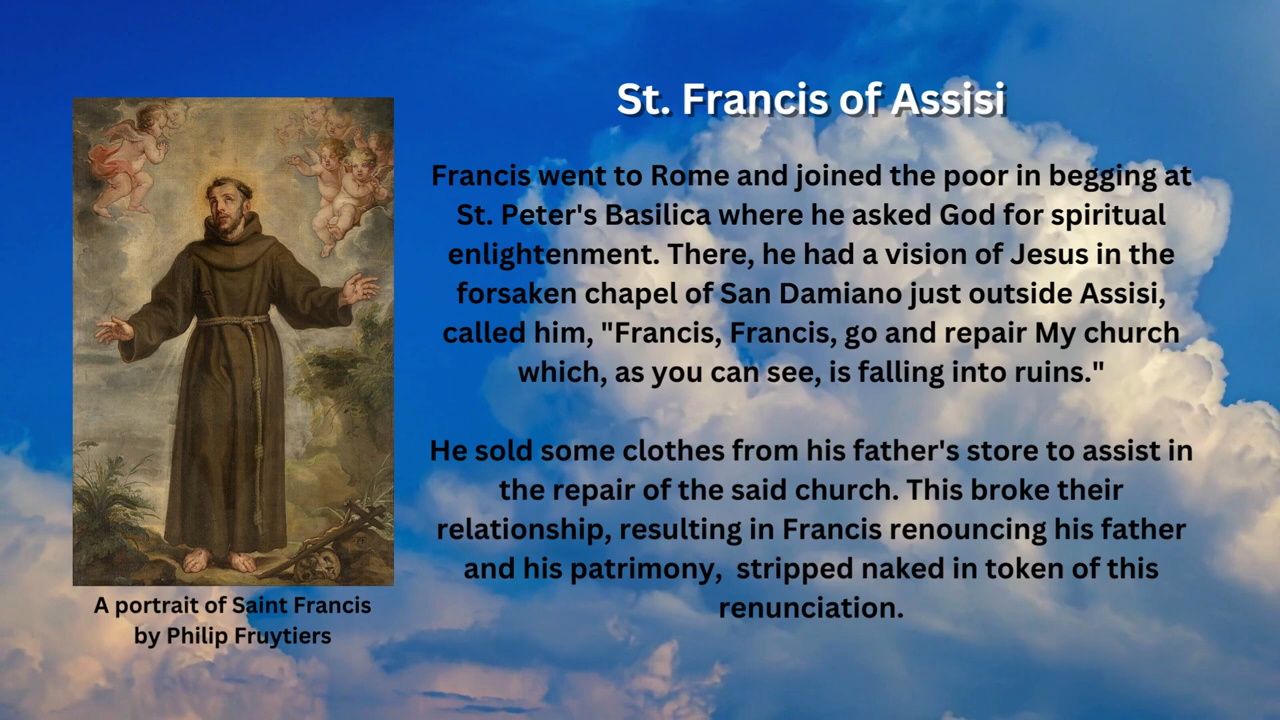 St. Francis of Assisi
Francis went to Rome and joined the poor in begging at
St. Peter's Basilica where he asked God for spiritual
enlightenment. There, he had a vision of Jesus in the
forsaken chapel of San Damiano just outside Assisi,
called him, "Francis, Francis, go and repair My church
which, as you can see, is falling into ruins."
He sold some clothes from his father's store to assist in
the repair of the said church. This broke their
relationship, resulting in Francis renouncing his father
and his patrimony,  stripped naked in token of this
renunciation.
A portrait of Saint Francis
by Philip Fruytiers